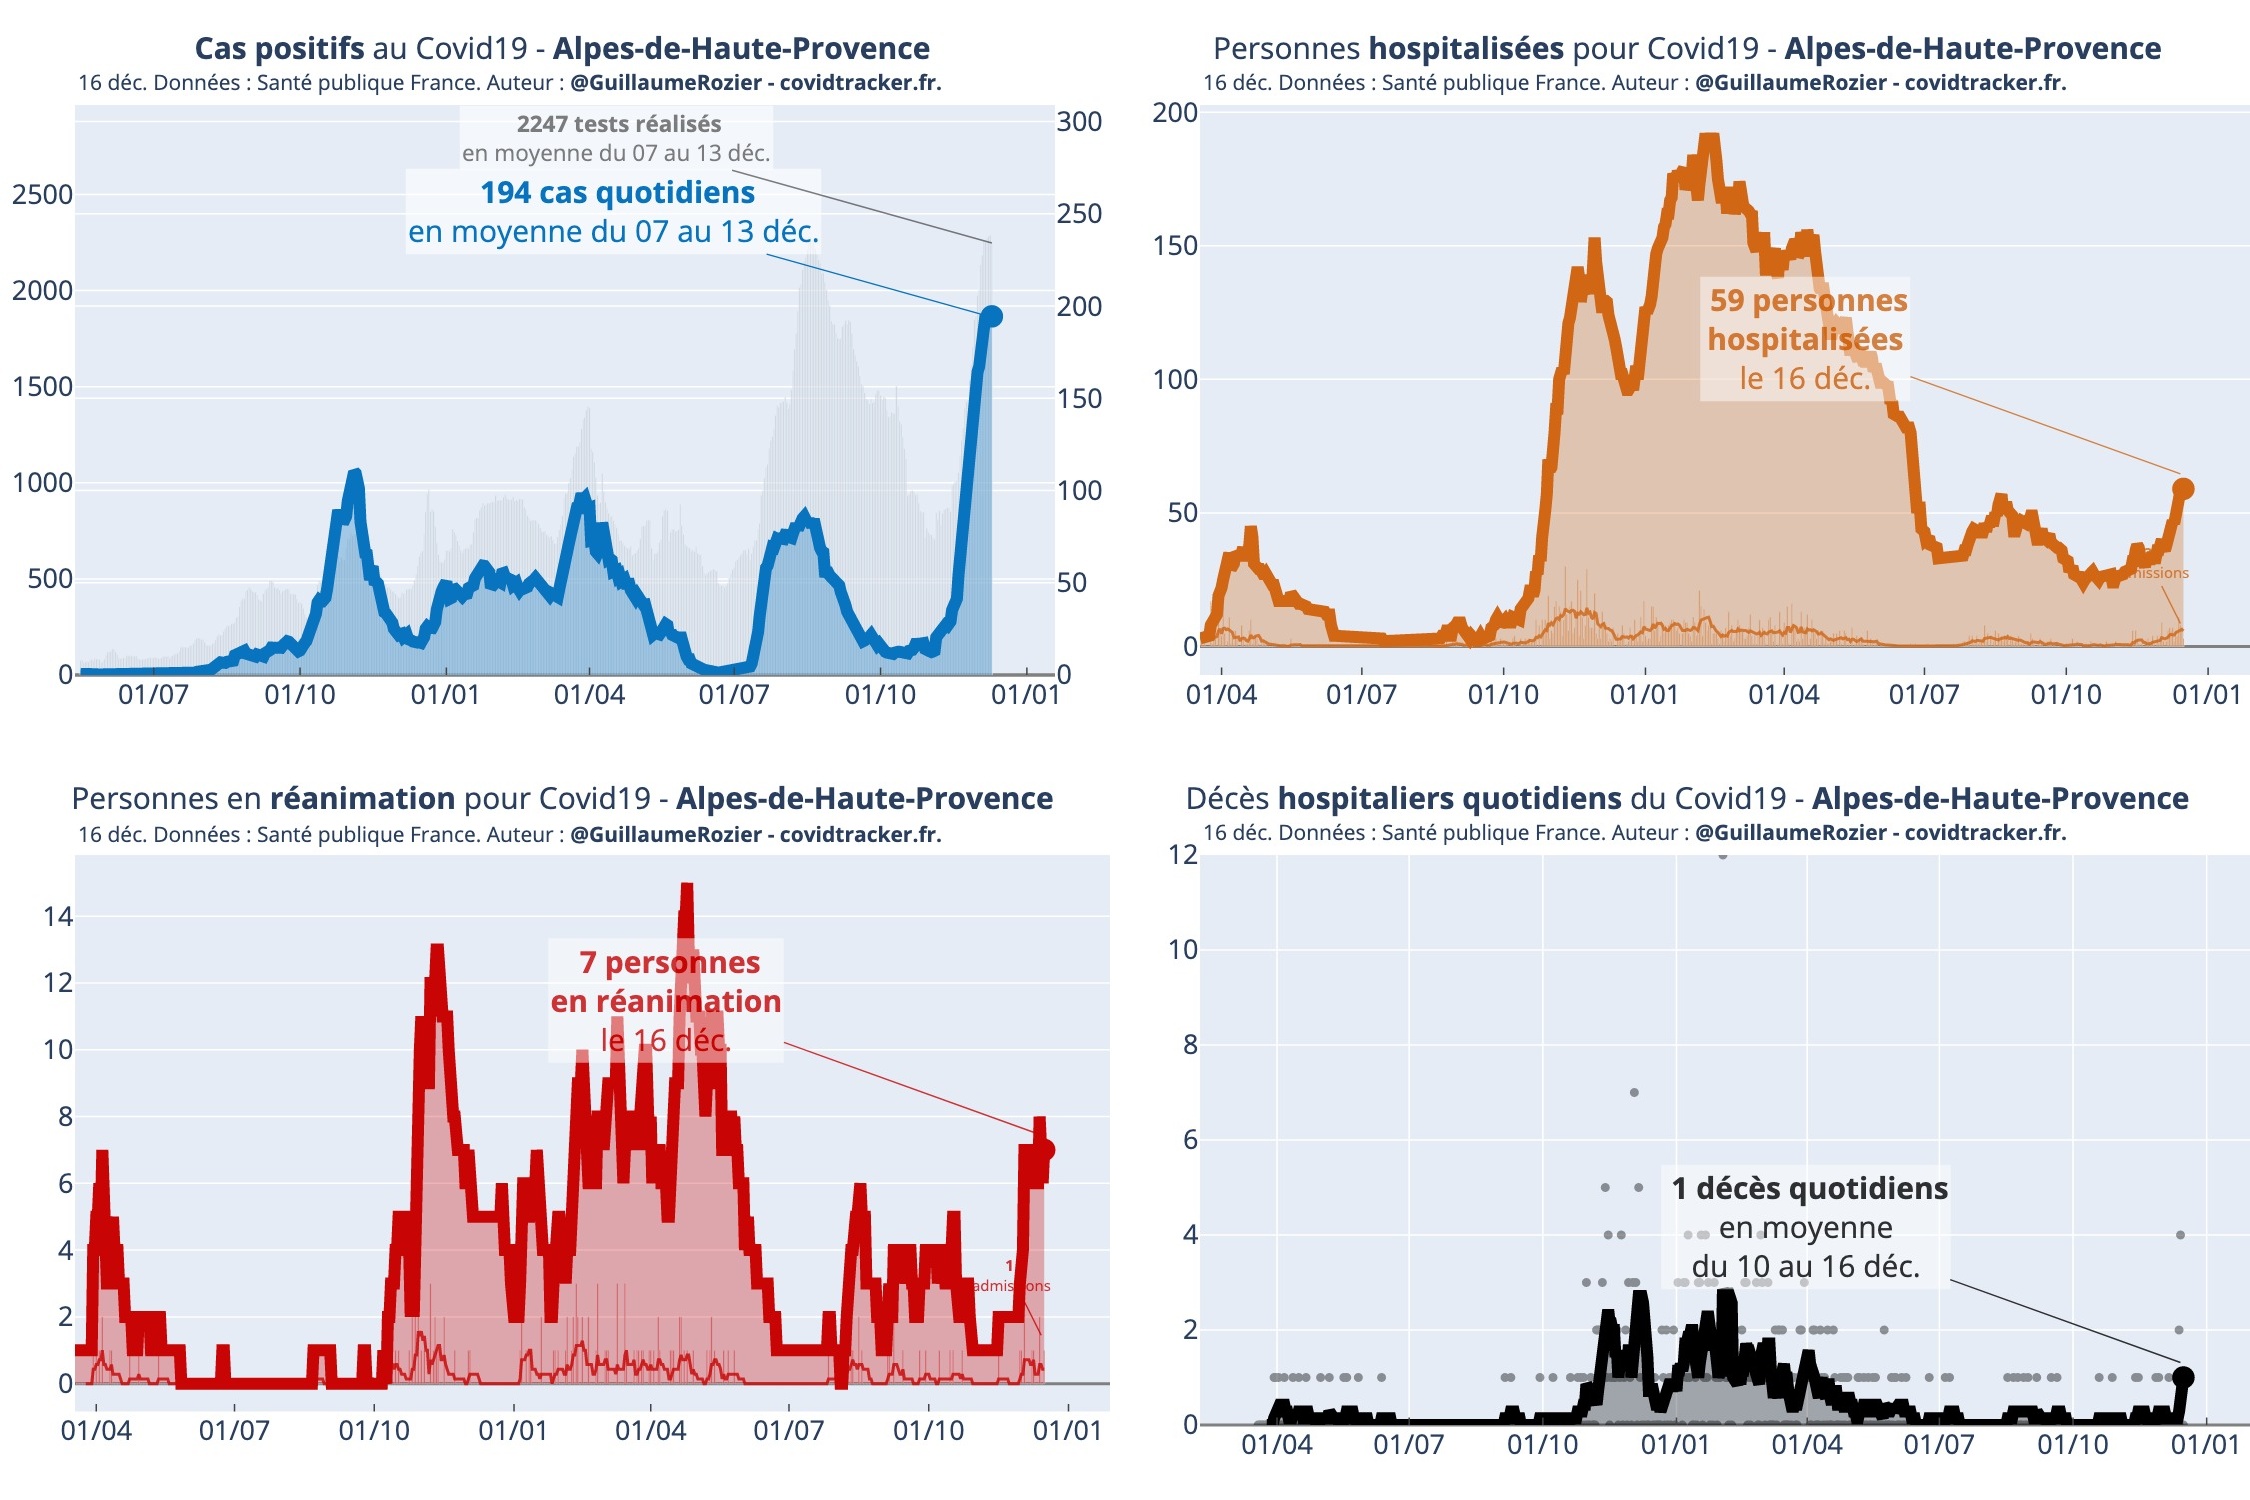 Cas positifs au Covid19 - Alpes-de-Haute-Provence
16 déc. Données : Santé publique France. Auteur : @GuillaumeRozier - covidtracker.fr.
2247 tests réalisés
en moyenne du 07 au 13 déc.
194 cas quotidiens
en moyenne du 07 au 13 déc.
2500
2000
1500
1000
500
0
300
250
200
150
100
50
0
01/07 01/10 01/01 01/04 01/07 01/10 01/01
Personnes hospitalisées pour Covid19 - Alpes-de-Haute-Provence
16 déc. Données : Santé publique France. Auteur : @GuillaumeRozier - covidtracker.fr.
200
150
100
50
0
59 personnes
hospitalisées
le 16 déc.
01/04 01/07 01/10 01/01 01/04 01/07 01/10 01/01
Personnes en réanimation pour Covid19 - Alpes-de-Haute-Provence
16 déc. Données : Santé publique France. Auteur : @GuillaumeRozier - covidtracker.fr.
14
12
10
8
6
4
2
0
7 personnes
en réanimation
le 16 déc.
1
admissions
01/04 01/07 01/10 01/01 01/04 01/07 01/10 01/01
Décès hospitaliers quotidiens du Covid19 - Alpes-de-Haute-Provence
16 déc. Données : Santé publique France. Auteur : @GuillaumeRozier - covidtracker.fr.
12
10
8
6
4
2
0
1 décès quotidiens
en moyenne
du 10 au 16 déc.
01/04 01/07 01/10 01/01 01/04 01/07 01/10 01/01